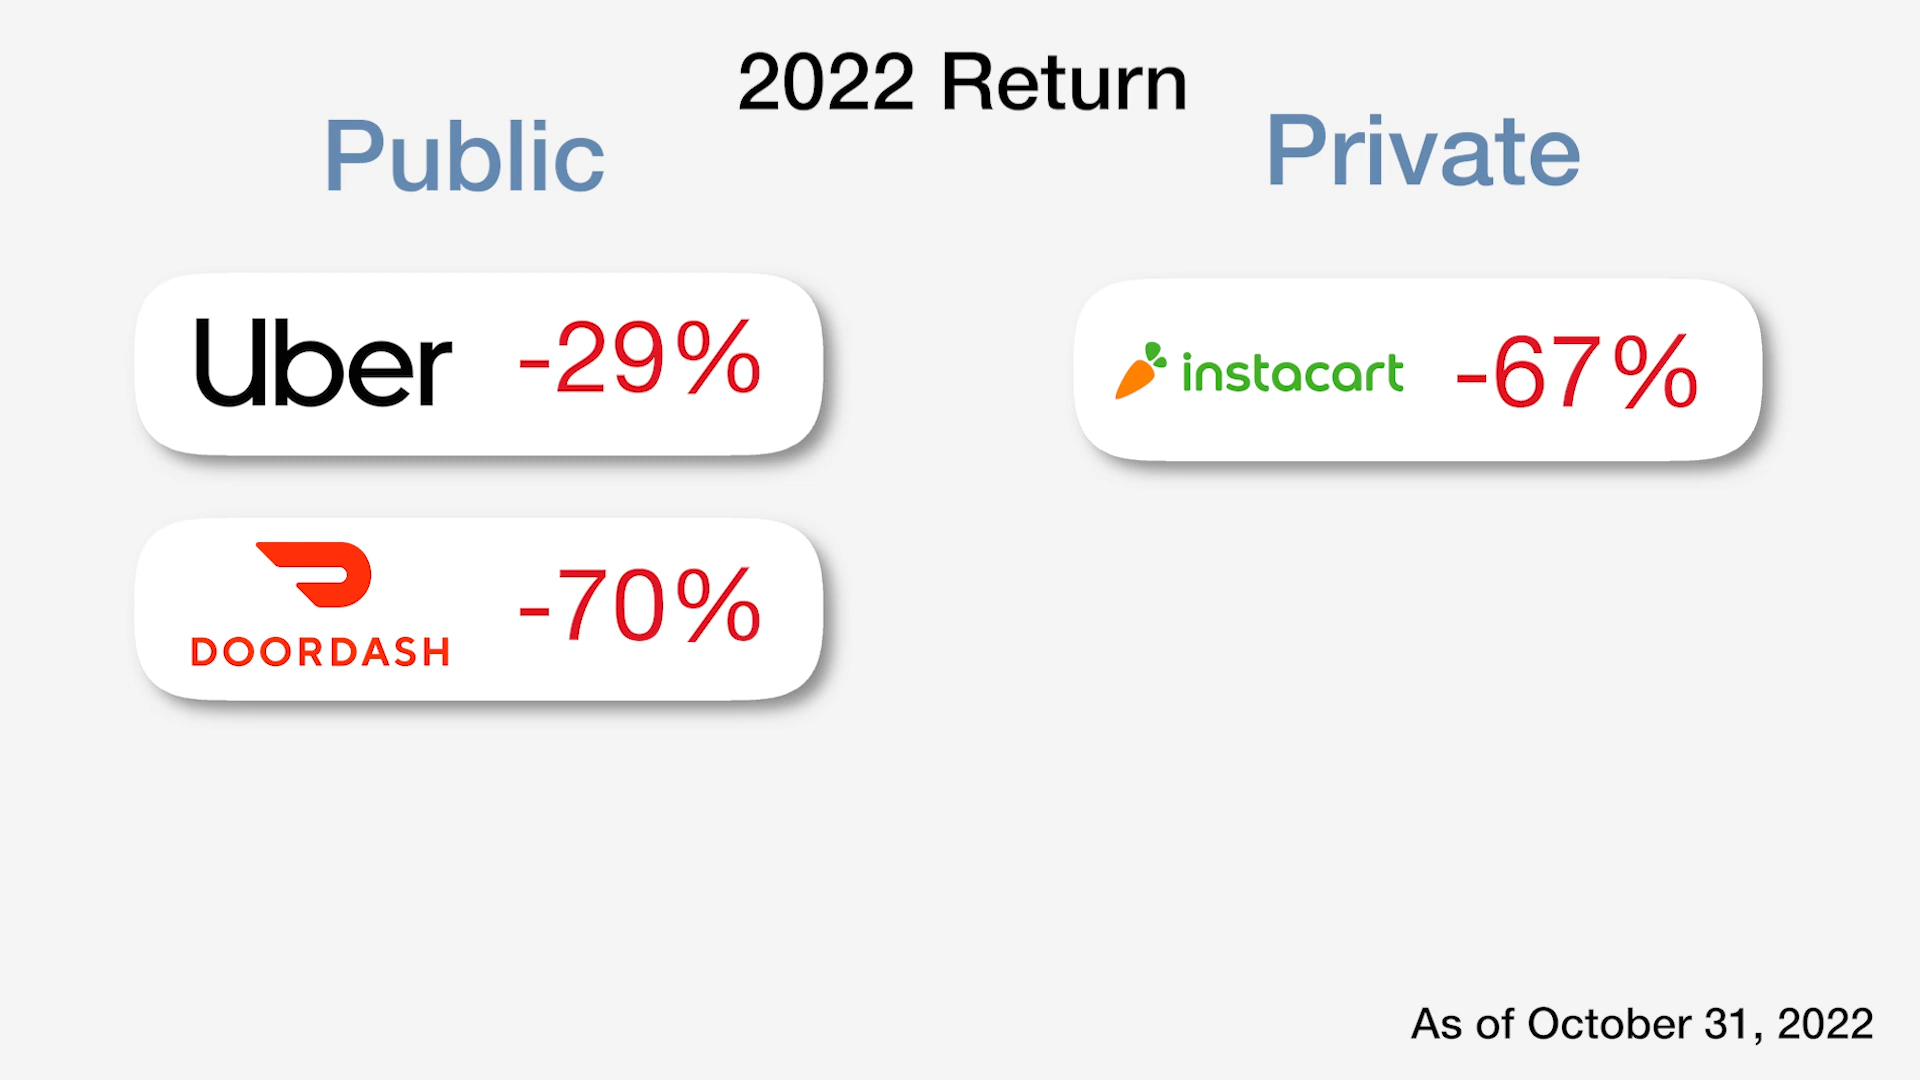 2022 Return
Public
Private
Uber -29%
instacart -67%
DOORDASH -70%
As of October 31, 2022